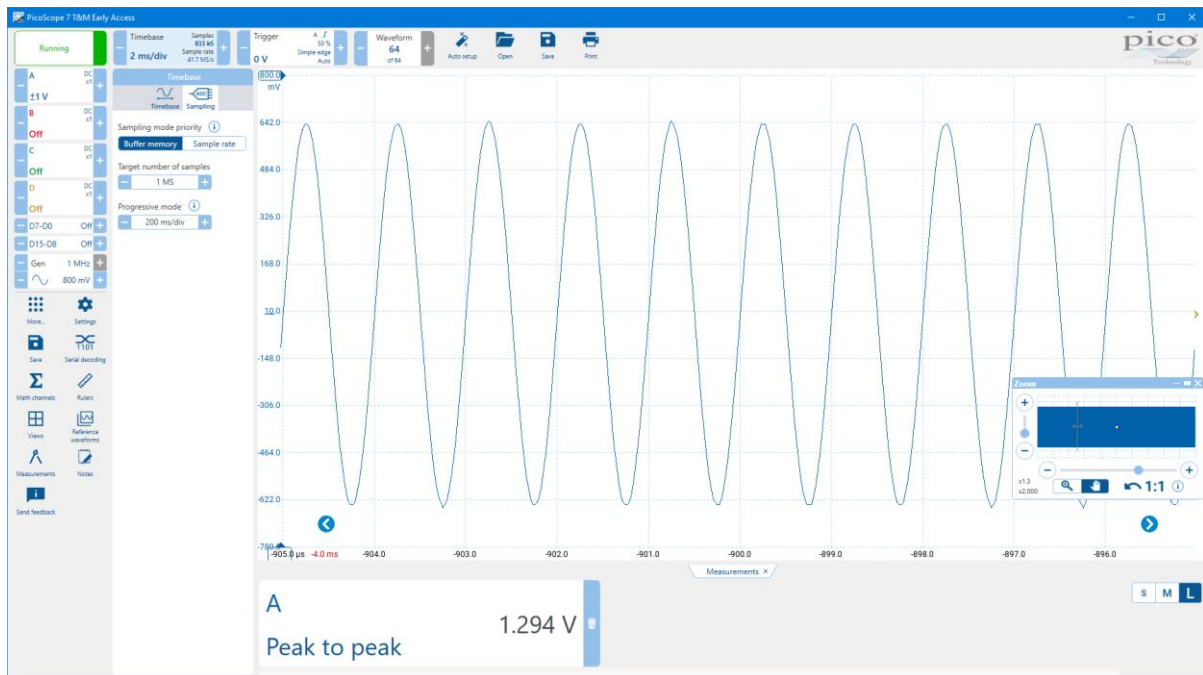 PicoScope 7 T&M Early Access
Running
Timebase
2 ms/div
Samples
833 kS
Sample rate
41.7 MS/s
Trigger
0 V
A
50 %
Simple edge
Auto
Waveform
64
of 64
Auto setup
Open
Save
Print
pico
Technology
A
DC
x1
±1 V
B
DC
x1
Off
C
DC
x1
Off
D
DC
x1
Off
D7-D0 Off
D15-D8 Off
Gen 1 MHz
800 mV
More...
Settings
Save
Serial decoding
Math channels
Rulers
Views
Reference
waveforms
Measurements
Notes
Send feedback
Timebase
Timebase
Sampling
Sampling mode priority
Buffer memory
Sample rate
Target number of samples
1 MS
Progressive mode
200 ms/div
800.0
mV
642.0
484.0
326.0
168.0
10.0
-148.0
-306.0
-464.0
-622.0
-780.0
-905.0 µs -4.0 ms -904.0 -903.0 -902.0 -901.0 -900.0 -899.0 -898.0 -897.0 -896.0
Zoom
x1.3
x2,000
1:1
Measurements ×
A
Peak to peak
1.294 V
S M L